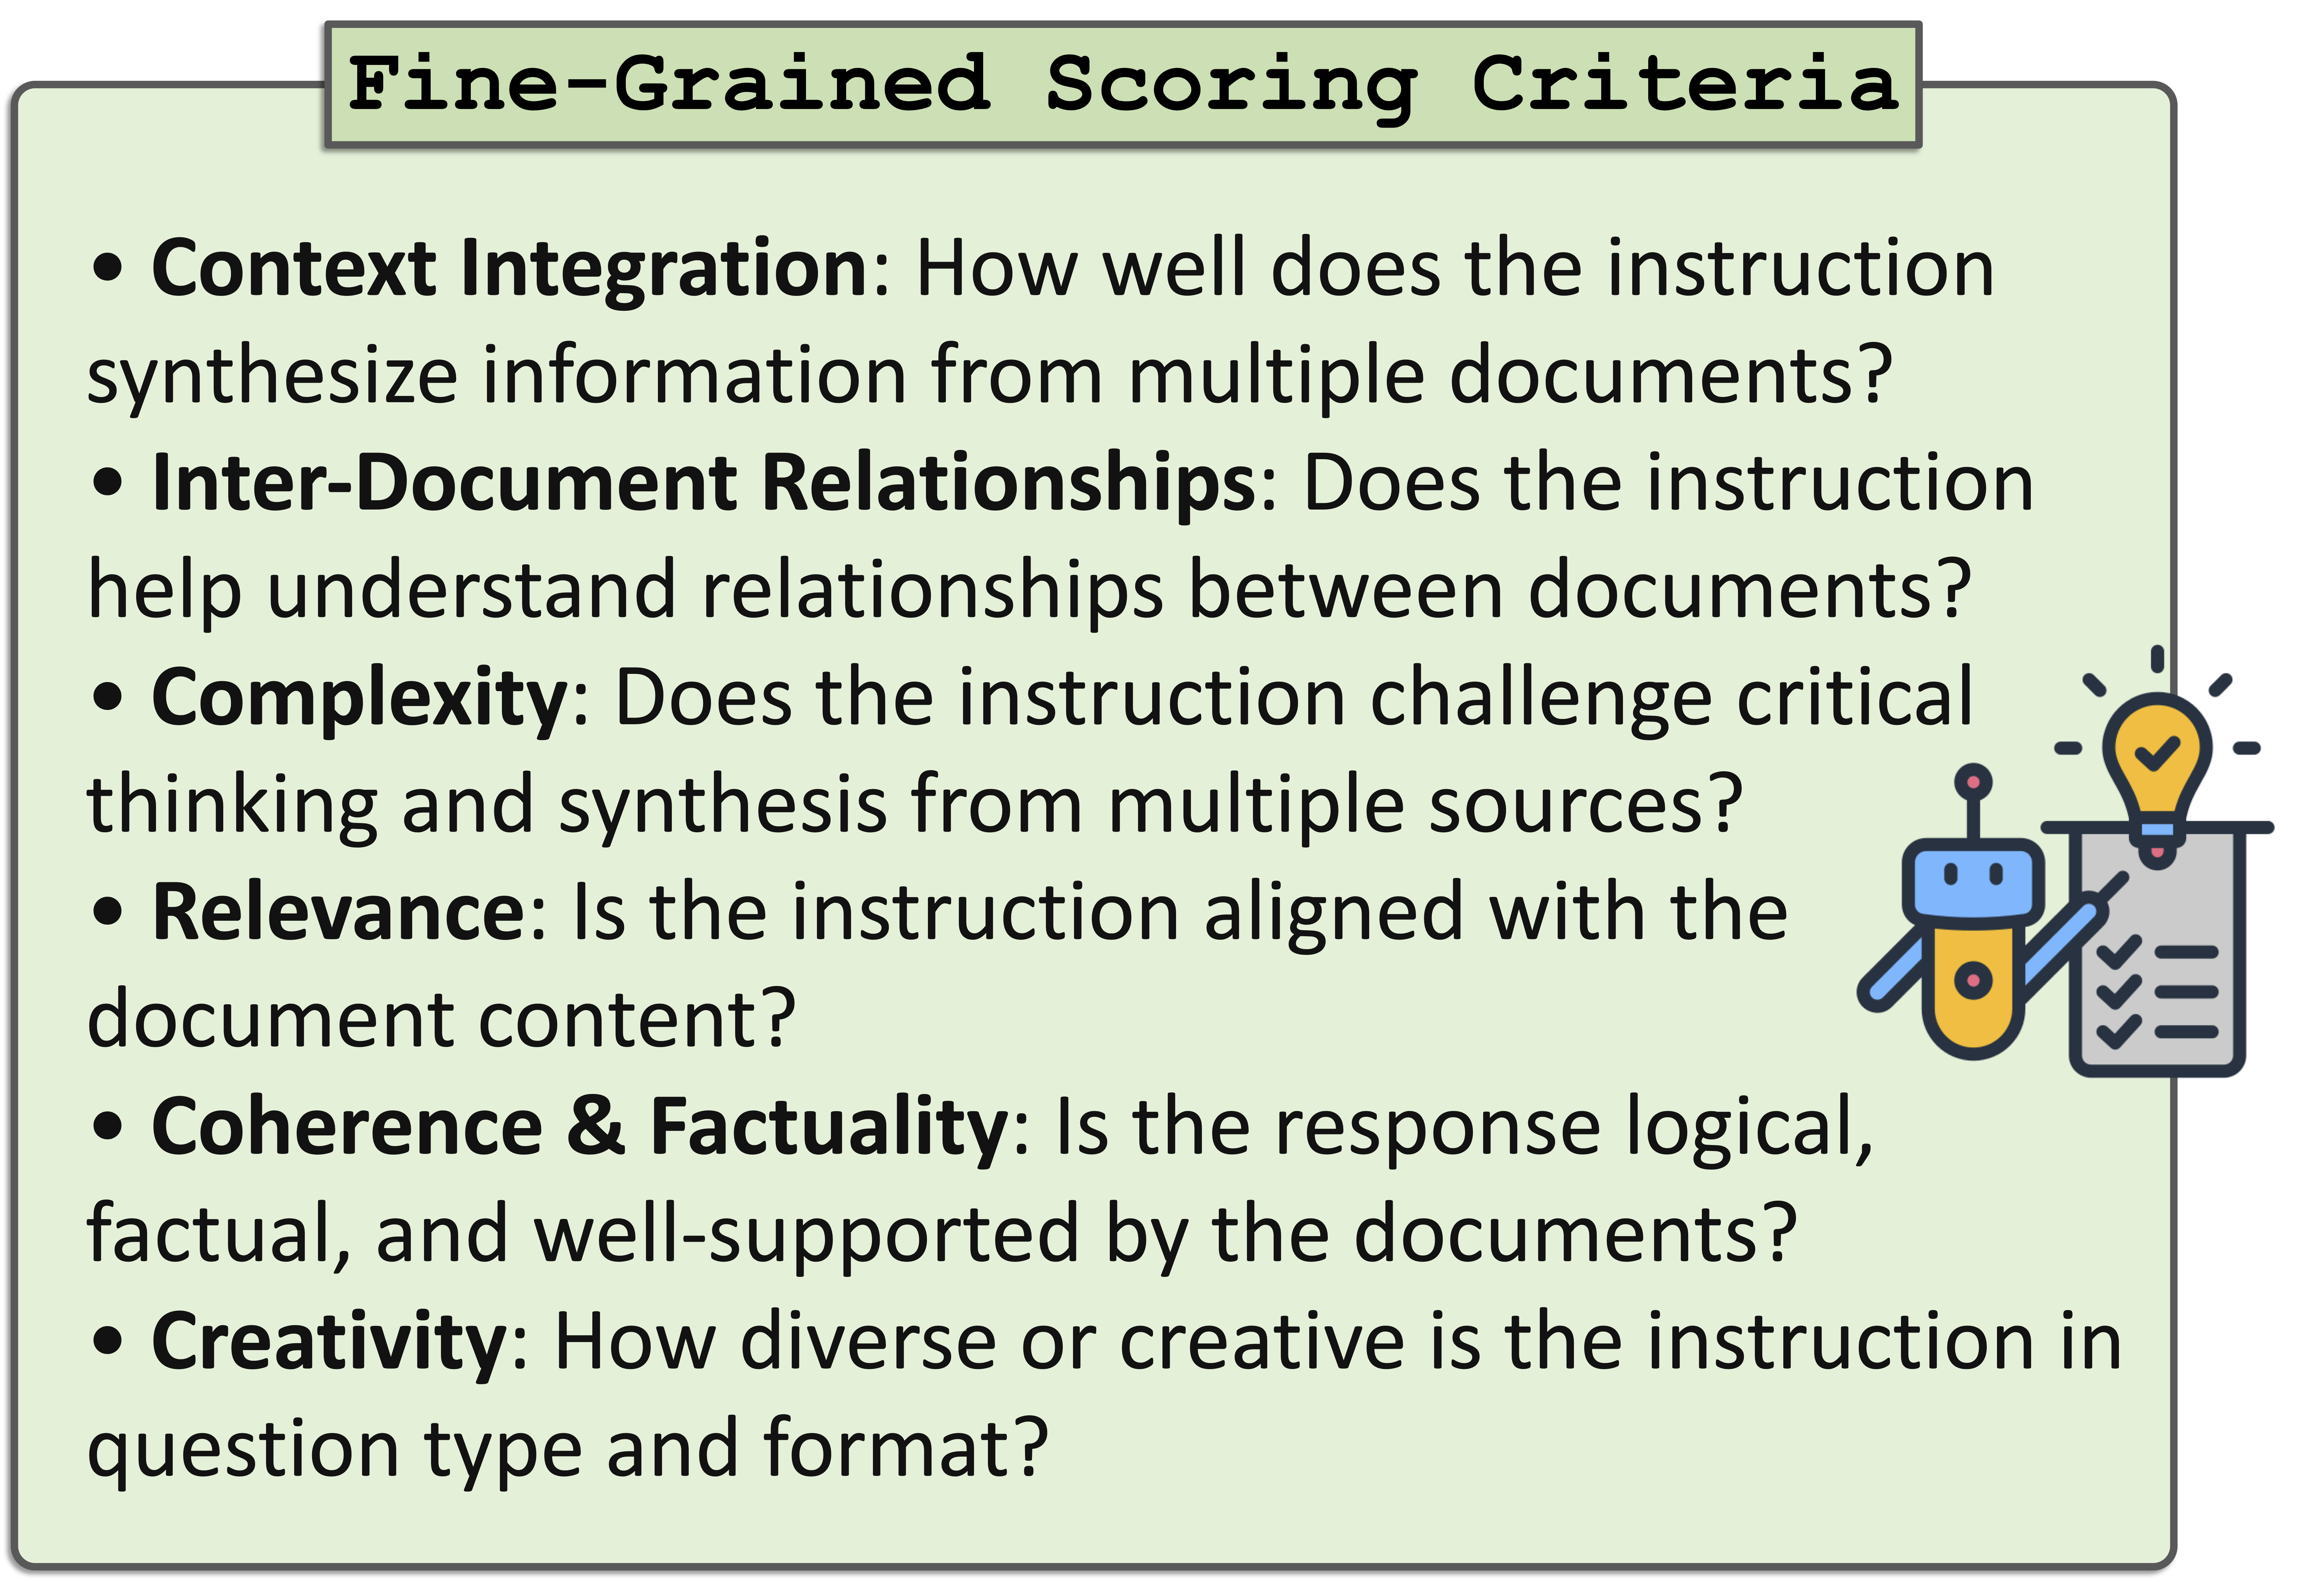 Fine-Grained Scoring Criteria
• Context Integration: How well does the instruction
synthesize information from multiple documents?
• Inter-Document Relationships: Does the instruction
help understand relationships between documents?
• Complexity: Does the instruction challenge critical
thinking and synthesis from multiple sources?
• Relevance: Is the instruction aligned with the
document content?
• Coherence & Factuality: Is the response logical,
factual, and well-supported by the documents?
• Creativity: How diverse or creative is the instruction in
question type and format?